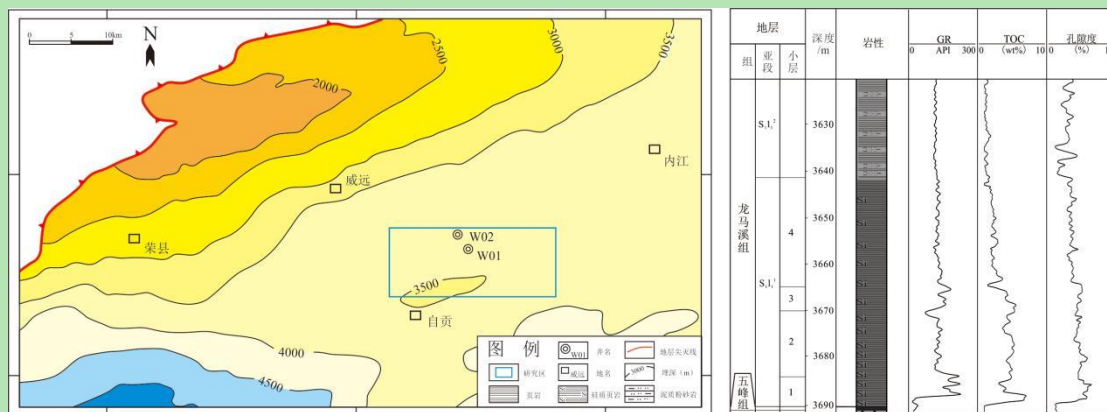 0 5 10km
N
2000
2500
3000
3500
内江
威远
荣县
W02
W01
3500
自贡
4000
4500
图 例
W01 井名
地层尖灭线
研究区
威远 地名
3000 埋深（m）
页岩
硅质页岩
泥质粉砂岩
地层
组
亚段
小层
深度/m
岩性
GR
0 API 300
TOC
0 (wt%) 10
孔隙度
0 (%) 1
龙马溪组
五峰组
S₁l₁²
S₁l₁¹
4
3
2
1
3630
3640
3650
3660
3670
3680
3690